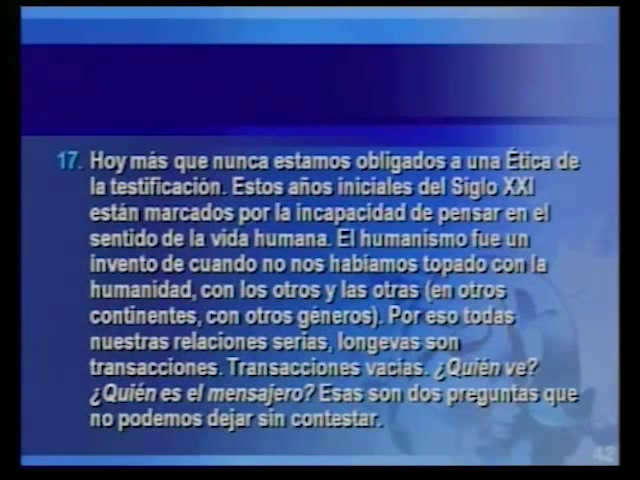 17. Hoy más que nunca estamos obligados a una Ética de
la testificación. Estos años iniciales del Siglo XXI
están marcados por la incapacidad de pensar en el
sentido de la vida humana. El humanismo fue un
invento de cuando no nos habíamos topado con la
humanidad, con los otros y las otras (en otros
continentes, con otros géneros). Por eso todas
nuestras relaciones serias, longevas son
transacciones. Transacciones vacías. ¿Quién ve?
¿Quién es el mensajero? Esas son dos preguntas que
no podemos dejar sin contestar.
42